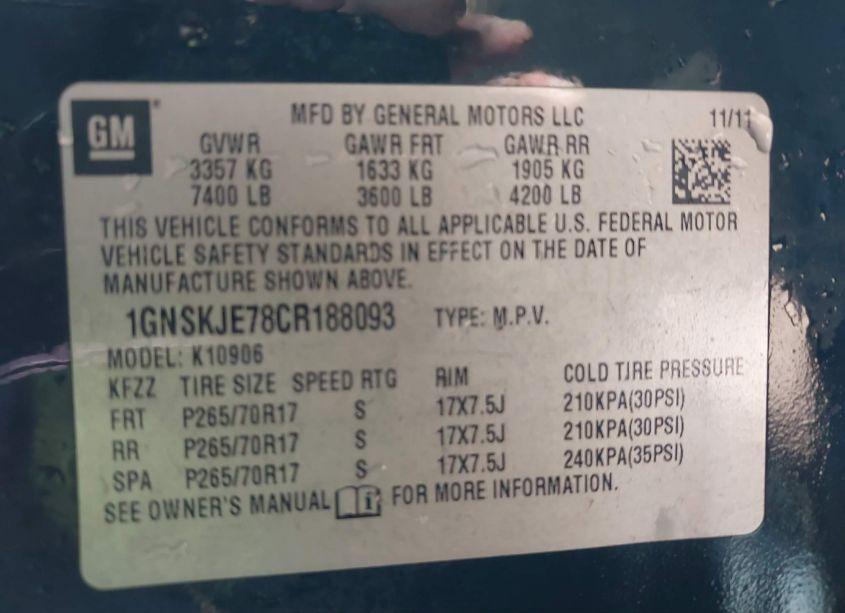 GM
MFD BY GENERAL MOTORS LLC 11/11
GVWR GAWR FRT GAWR RR
3357 KG 1633 KG 1905 KG
7400 LB 3600 LB 4200 LB
THIS VEHICLE CONFORMS TO ALL APPLICABLE U.S. FEDERAL MOTOR
VEHICLE SAFETY STANDARDS IN EFFECT ON THE DATE OF
MANUFACTURE SHOWN ABOVE.
1GNSKJE78CR188093 TYPE: M.P.V.
MODEL: K10906
KFZZ TIRE SIZE SPEED RTG RIM COLD TIRE PRESSURE
FRT P265/70R17 S 17X7.5J 210KPA(30PSI)
RR P265/70R17 S 17X7.5J 210KPA(30PSI)
SPA P265/70R17 S 17X7.5J 240KPA(35PSI)
SEE OWNER'S MANUAL i FOR MORE INFORMATION.